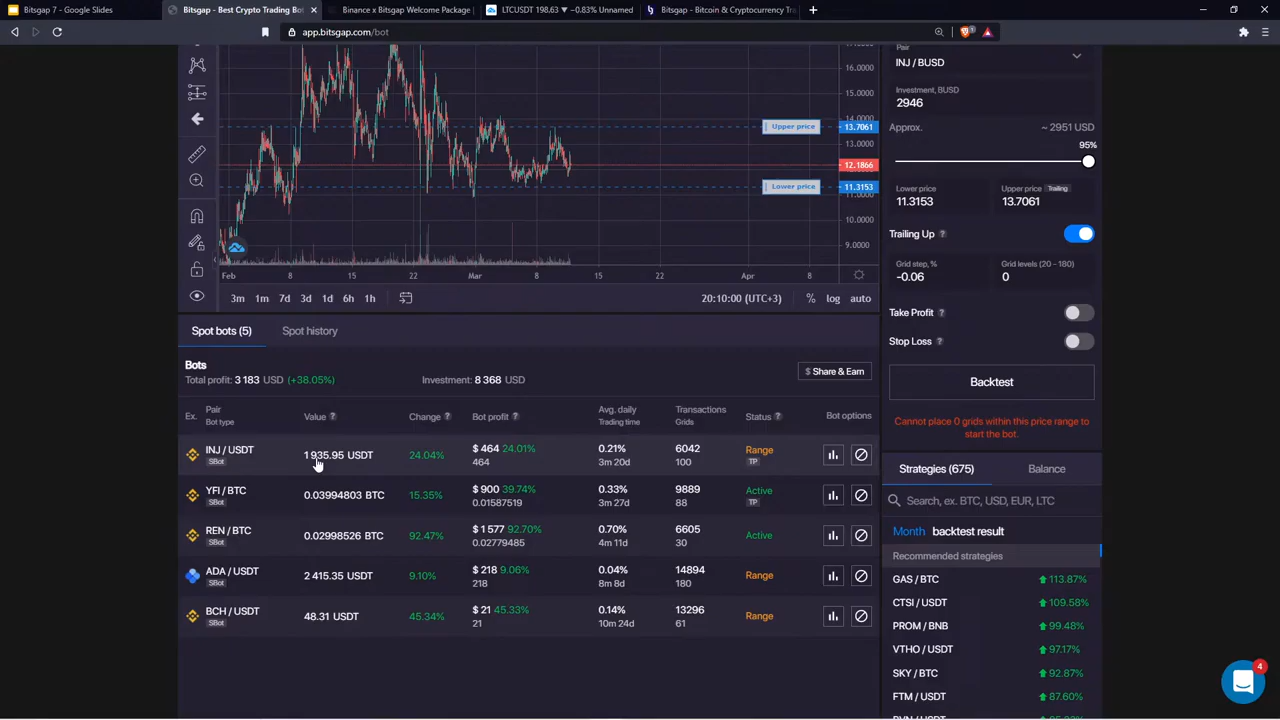 Bitsgap 7 - Google Slides
Bitsgap - Best Crypto Trading Bot
Binance x Bitsgap Welcome Package |
LTCUSDT 198.63 ▼ −0.83% Unnamed
Bitsgap - Bitcoin & Cryptocurrency Tra
app.bitsgap.com/bot
16.0000
15.0000
14.0000
13.0000
10.0000
9.0000
Upper price
13.7061
12.1866
Lower price
11.3153
Feb 8 15 22 Mar 8 15 22 Apr 8
3m 1m 7d 3d 1d 6h 1h
20:10:00 (UTC+3) % log auto
Pair
INJ / BUSD
Investment, BUSD
2946
Approx. ~ 2951 USD
95%
Lower price
11.3153
Upper price Trailing
13.7061
Trailing Up ?
Grid step, %
-0.06
Grid levels (20 - 180)
0
Take Profit ?
Stop Loss ?
Backtest
Cannot place 0 grids within this price range to
start the bot.
Spot bots (5) Spot history
Bots
Total profit: 3 183 USD (+38.05%) Investment: 8 368 USD
$ Share & Earn
Ex. Pair
Bot type
Value ? Change ? Bot profit ?
Avg. daily
Trading time
Transactions
Grids
Status ? Bot options
INJ / USDT
SBot
1 935.95 USDT 24.04%
$ 464 24.01%
464
0.21%
3m 20d
6042
100
Range
TP
YFI / BTC
SBot
0.03994803 BTC 15.35%
$ 900 39.74%
0.01587519
0.33%
3m 27d
9889
88
Active
TP
REN / BTC
SBot
0.02998526 BTC 92.47%
$ 1 577 92.70%
0.02779485
0.70%
4m 11d
6605
30
Active
ADA / USDT
SBot
2 415.35 USDT 9.10%
$ 218 9.06%
218
0.04%
8m 8d
14894
180
Range
BCH / USDT
SBot
48.31 USDT 45.34%
$ 21 45.33%
21
0.14%
10m 24d
13296
61
Range
Strategies (675) Balance
Search, ex. BTC, USD, EUR, LTC
Month backtest result
Recommended strategies
GAS / BTC 113.87%
CTSI / USDT 109.58%
PROM / BNB 99.48%
VTHO / USDT 97.17%
SKY / BTC 92.87%
FTM / USDT 87.60%
4